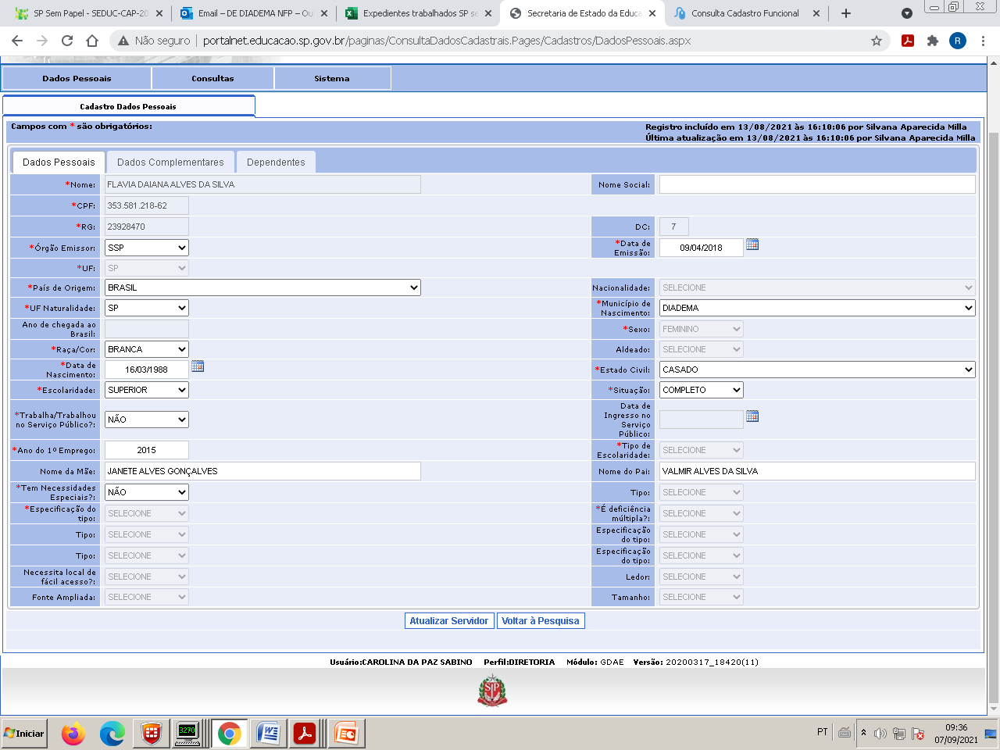 SP Sem Papel - SEDUC-CAP-20
Email – DE DIADEMA NFP – Ou
Expedientes trabalhados SP se
Secretaria de Estado da Educa
Consulta Cadastro Funcional
Não seguro | portalnet.educacao.sp.gov.br/paginas/ConsultaDadosCadastrais.Pages/Cadastros/DadosPessoais.aspx
R
Dados Pessoais Consultas Sistema
Cadastro Dados Pessoais
Campos com * são obrigatórios:
Registro incluído em 13/08/2021 às 16:10:06 por Silvana Aparecida Milla
Última atualização em 13/08/2021 às 16:10:06 por Silvana Aparecida Milla
Dados Pessoais Dados Complementares Dependentes
*Nome: FLAVIA DAIANA ALVES DA SILVA Nome Social:
*CPF: 353.581.218-62
*RG: 23928470 DC: 7
*Órgão Emissor: SSP *Data de Emissão: 09/04/2018
*UF: SP
*País de Origem: BRASIL Nacionalidade: SELECIONE
*UF Naturalidade: SP *Município de Nascimento: DIADEMA
Ano de chegada ao Brasil: *Sexo: FEMININO
*Raça/Cor: BRANCA Aldeado: SELECIONE
*Data de Nascimento: 16/03/1988 *Estado Civil: CASADO
*Escolaridade: SUPERIOR *Situação: COMPLETO
*Trabalha/Trabalhou no Serviço Público?: NÃO Data de Ingresso no Serviço Público:
*Ano do 1º Emprego: 2015 *Tipo de Escolaridade: SELECIONE
Nome da Mãe: JANETE ALVES GONÇALVES Nome do Pai: VALMIR ALVES DA SILVA
*Tem Necessidades Especiais?: NÃO Tipo: SELECIONE
*Especificação do tipo: SELECIONE *É deficiência múltipla?: SELECIONE
Tipo: SELECIONE Especificação do tipo: SELECIONE
Tipo: SELECIONE Especificação do tipo: SELECIONE
Necessita local de fácil acesso?: SELECIONE Ledor: SELECIONE
Fonte Ampliada: SELECIONE Tamanho: SELECIONE
Atualizar Servidor Voltar à Pesquisa
Usuário:CAROLINA DA PAZ SABINO Perfil:DIRETORIA Módulo: GDAE Versão: 20200317_18420(11)
SP
Iniciar
3270
PT
09:36
07/09/2021